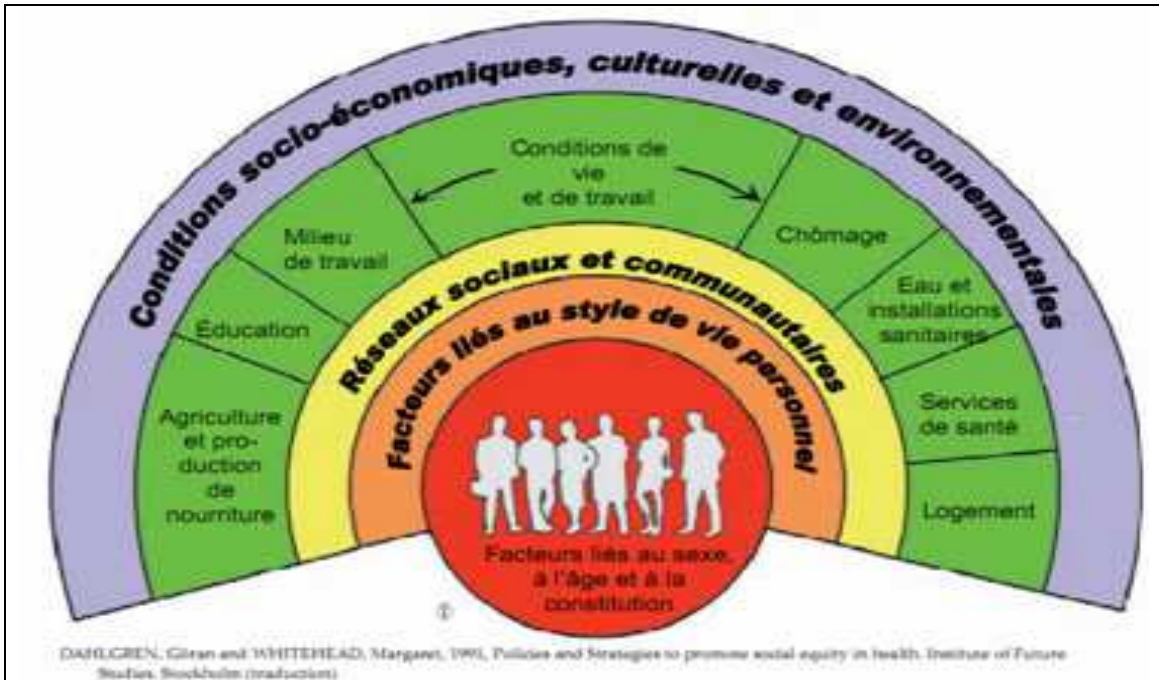 Conditions socio-économiques, culturelles et environnementales
Conditions de
vie
et de travail
Milieu
de travail
Education
Agriculture
et pro-
duction
de
nourriture
Chômage
Eau et
installations
sanitaires
Services
de santé
Logement
Réseaux sociaux et communautaires
Facteurs liés au style de vie personnel
Facteurs liés au sexe,
à l'âge et à la
constitution
DAHLGREN, Göran and WHITEHEAD, Margaret, 1991, Policies and Strategies to promote social equity in health. Institute of Future
Studies. Stockholm (traduction)